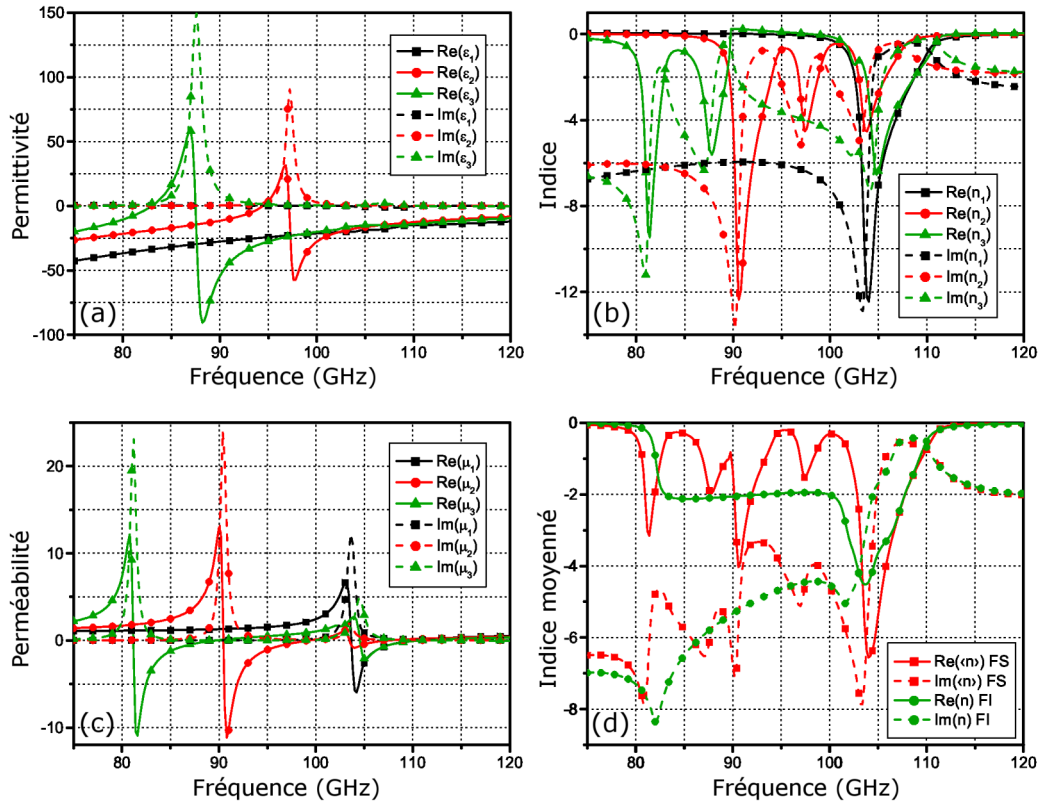 150
100
50
0
-50
-100
Permittivité
Re(ε₁)
Re(ε₂)
Re(ε₃)
Im(ε₁)
Im(ε₂)
Im(ε₃)
(a)
80
90
100
110
120
Fréquence (GHz)
0
-4
-8
-12
Indice
Re(n₁)
Re(n₂)
Re(n₃)
Im(n₁)
Im(n₂)
Im(n₃)
(b)
80
90
100
110
120
Fréquence (GHz)
20
10
0
-10
Perméabilité
Re(μ₁)
Re(μ₂)
Re(μ₃)
Im(μ₁)
Im(μ₂)
Im(μ₃)
(c)
80
90
100
110
120
Fréquence (GHz)
0
-2
-4
-6
-8
Indice moyenné
Re(‹n›) FS
Im(‹n›) FS
Re(n) FI
Im(n) FI
(d)
80
90
100
110
120
Fréquence (GHz)